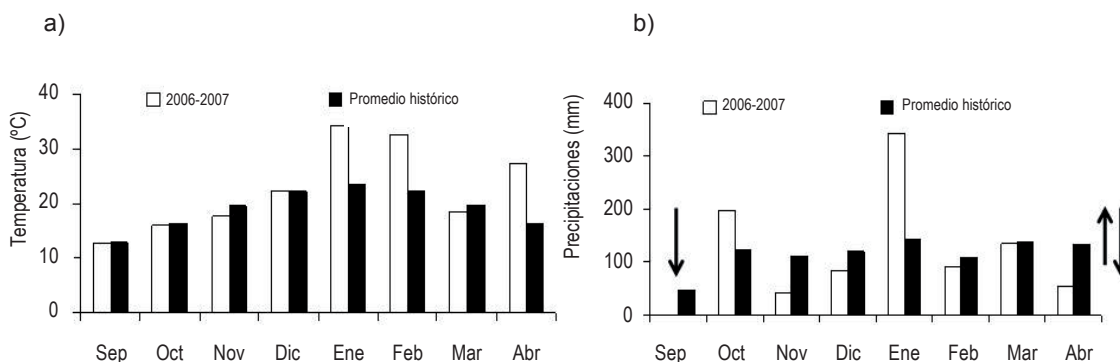 a)
2006-2007 Promedio histórico
Temperatura (ºC)
40
30
20
10
0
Sep Oct Nov Dic Ene Feb Mar Abr
b)
2006-2007 Promedio histórico
Precipitaciones (mm)
400
300
200
100
0
Sep Oct Nov Dic Ene Feb Mar Abr